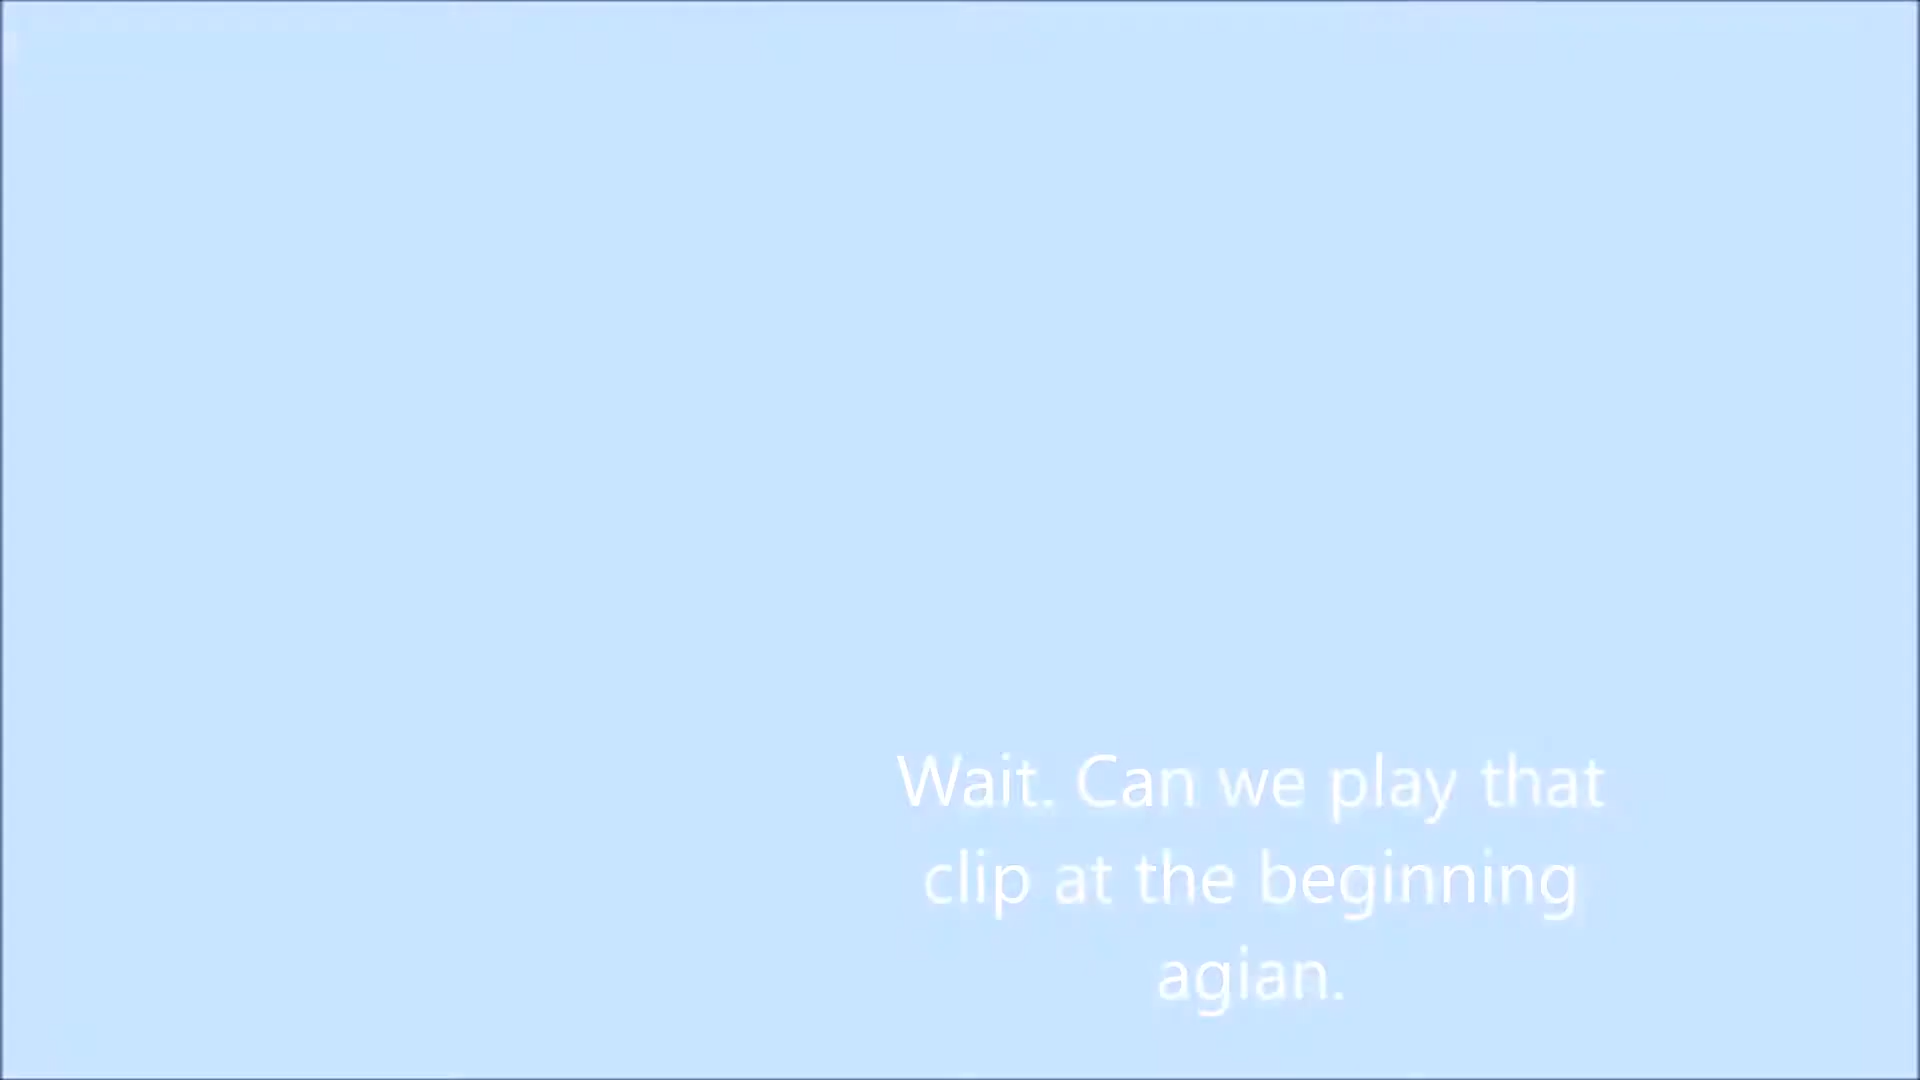 Wait. Can we play that
clip at the beginning
agian.